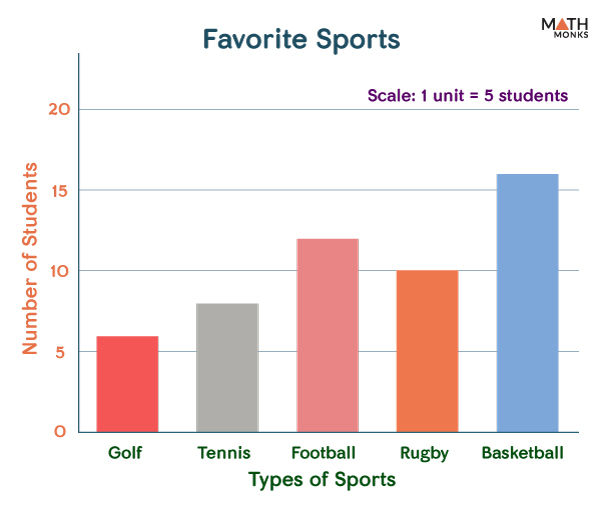 Favorite Sports
MATH
MONKS
Scale: 1 unit = 5 students
20
15
10
5
0
Number of Students
Golf Tennis Football Rugby Basketball
Types of Sports